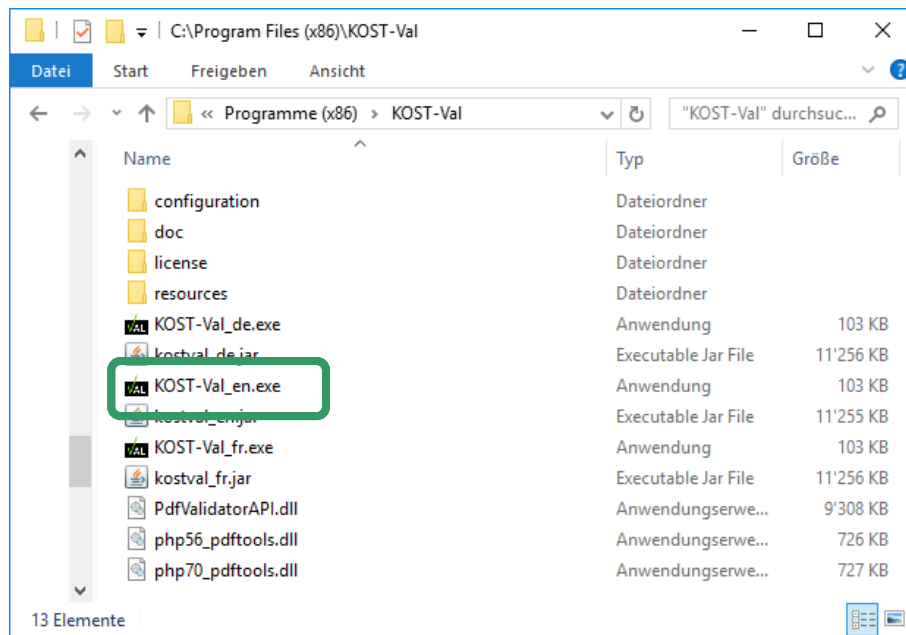 C:\Program Files (x86)\KOST-Val
Datei Start Freigeben Ansicht
« Programme (x86) > KOST-Val "KOST-Val" durchsuc...
Name Typ Größe
configuration Dateiordner
doc Dateiordner
license Dateiordner
resources Dateiordner
KOST-Val_de.exe Anwendung 103 KB
kostval_de.jar Executable Jar File 11'256 KB
KOST-Val_en.exe Anwendung 103 KB
kostval_en.jar Executable Jar File 11'255 KB
KOST-Val_fr.exe Anwendung 103 KB
kostval_fr.jar Executable Jar File 11'256 KB
PdfValidatorAPI.dll Anwendungserwe... 9'308 KB
php56_pdftools.dll Anwendungserwe... 726 KB
php70_pdftools.dll Anwendungserwe... 727 KB
13 Elemente